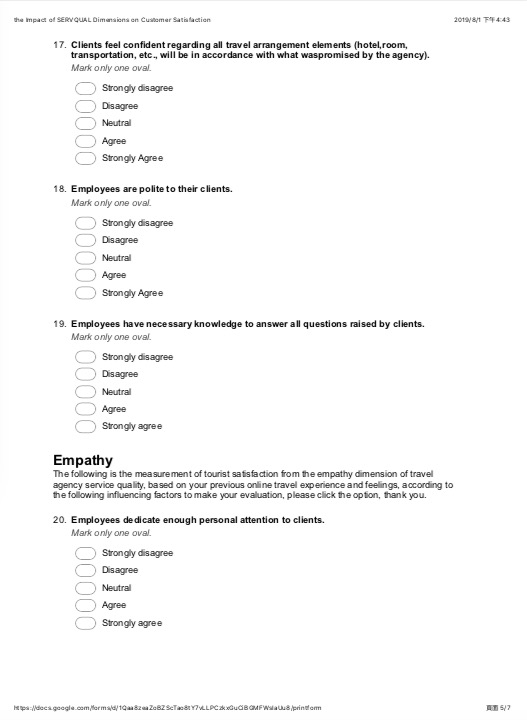 the Impact of SERVQUAL Dimensions on Customer Satisfaction 2019/8/1 下午4:43
17. Clients feel confident regarding all travel arrangement elements (hotel,room,
transportation, etc., will be in accordance with what waspromised by the agency).
Mark only one oval.
Strongly disagree
Disagree
Neutral
Agree
Strongly Agree
18. Employees are polite to their clients.
Mark only one oval.
Strongly disagree
Disagree
Neutral
Agree
Strongly Agree
19. Employees have necessary knowledge to answer all questions raised by clients.
Mark only one oval.
Strongly disagree
Disagree
Neutral
Agree
Strongly agree
Empathy
The following is the measurement of tourist satisfaction from the empathy dimension of travel
agency service quality, based on your previous online travel experience and feelings, according to
the following influencing factors to make your evaluation, please click the option, thank you.
20. Employees dedicate enough personal attention to clients.
Mark only one oval.
Strongly disagree
Disagree
Neutral
Agree
Strongly agree
https://docs.google.com/forms/d/1Qaa8zeaZoBZScTao8tY7vLLPCzkxGuCiBGMFWslaUu8/printform 頁面 5/7